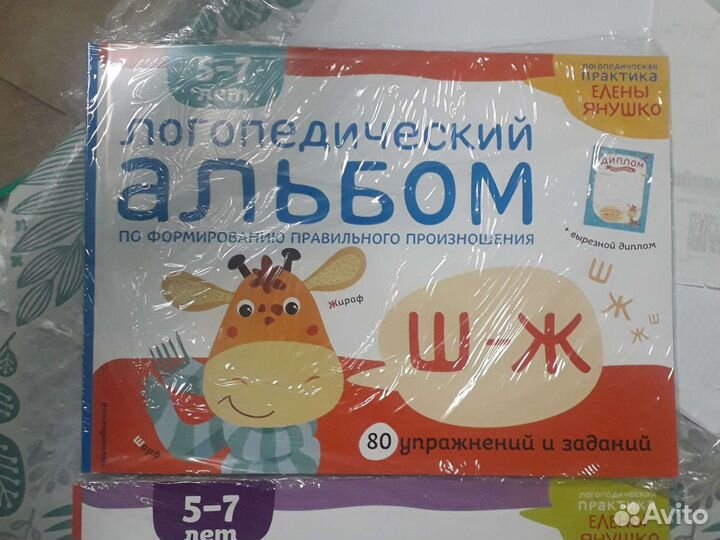 5-7
лет
логопедическая
практика
Елены
Янушко
логопедический
альбом
по формированию правильного произношения
диплом
+ вырезной диплом
Ш
Ж
Ж Ш
Жираф
Ш-Ж
Шарф
80 упражнений и заданий
5-7
лет
логопедическая
практика
Елены
Янушко
Avito